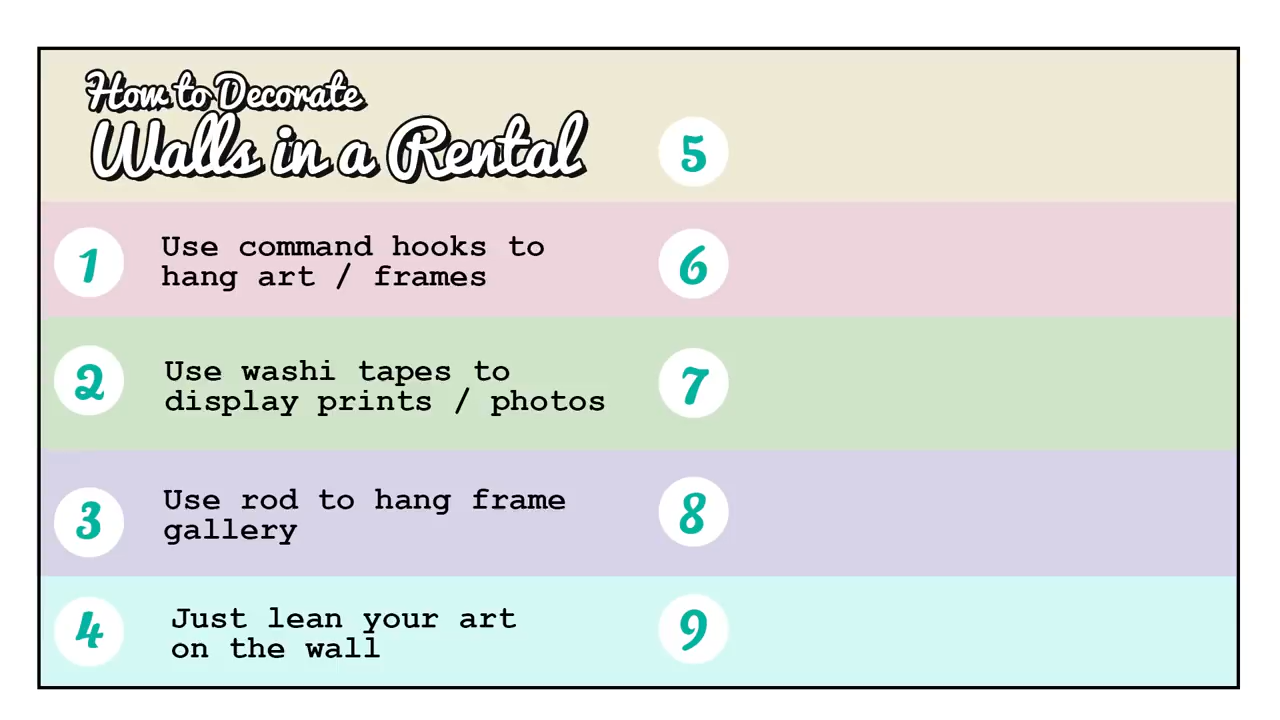 How to Decorate
Walls in a Rental
1
Use command hooks to
hang art / frames
2
Use washi tapes to
display prints / photos
3
Use rod to hang frame
gallery
4
Just lean your art
on the wall
5
6
7
8
9